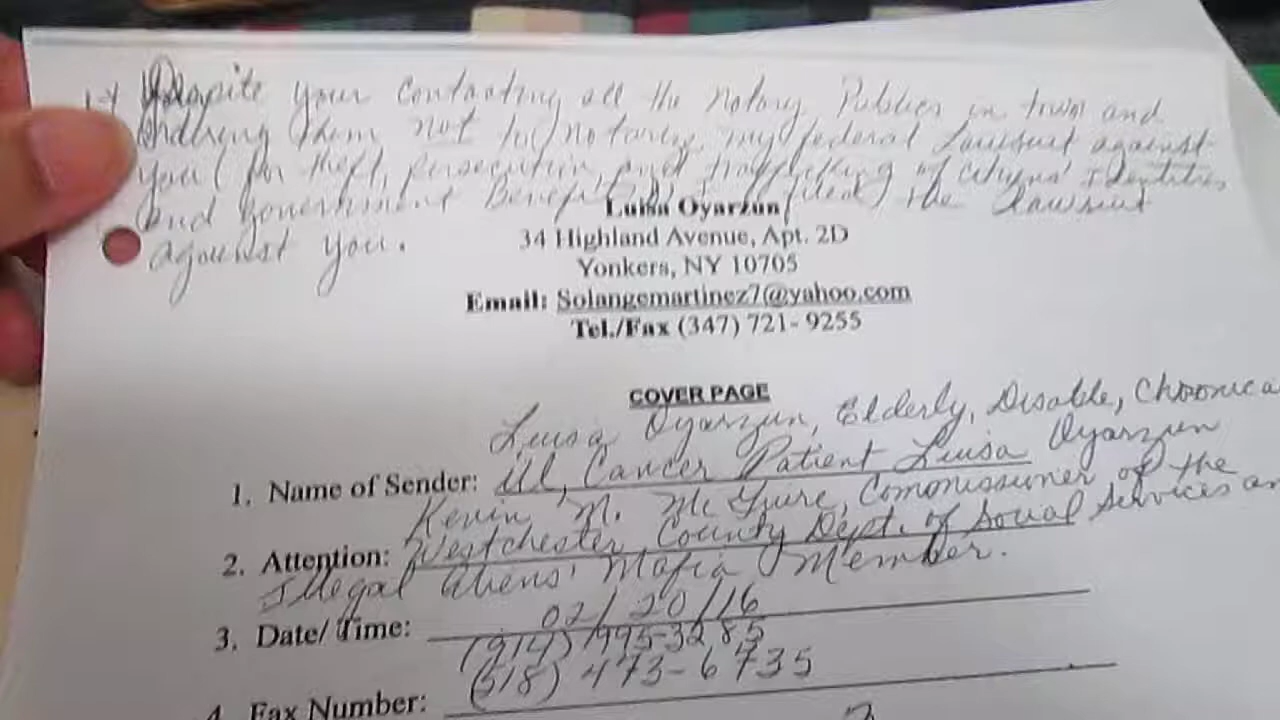 Despite your contacting all the notary Publics in town and
Ordering them not to notarize my federal Lawsuit against
you (for theft, persecution, and trafficking of Citizens' Identities
and government Benefits) I filed the Lawsuit
against you.
Luisa Oyarzun
34 Highland Avenue, Apt. 2D
Yonkers, NY 10705
Email: Solangemartinez7@yahoo.com
Tel./Fax (347) 721- 9255
COVER PAGE
Luisa Oyarzun, Elderly, Disable,
1. Name of Sender: Ill, Cancer Patient Luisa Oyarzun
Kevin M. Mc Guire, Commissioner of the
2. Attention: Westchester County Dept. of Social Services
Illegal Aliens' Mafia Member.
3. Date/ Time: 02/20/16
(914) 995-3285
(518) 473-6735
4. Fax Number: